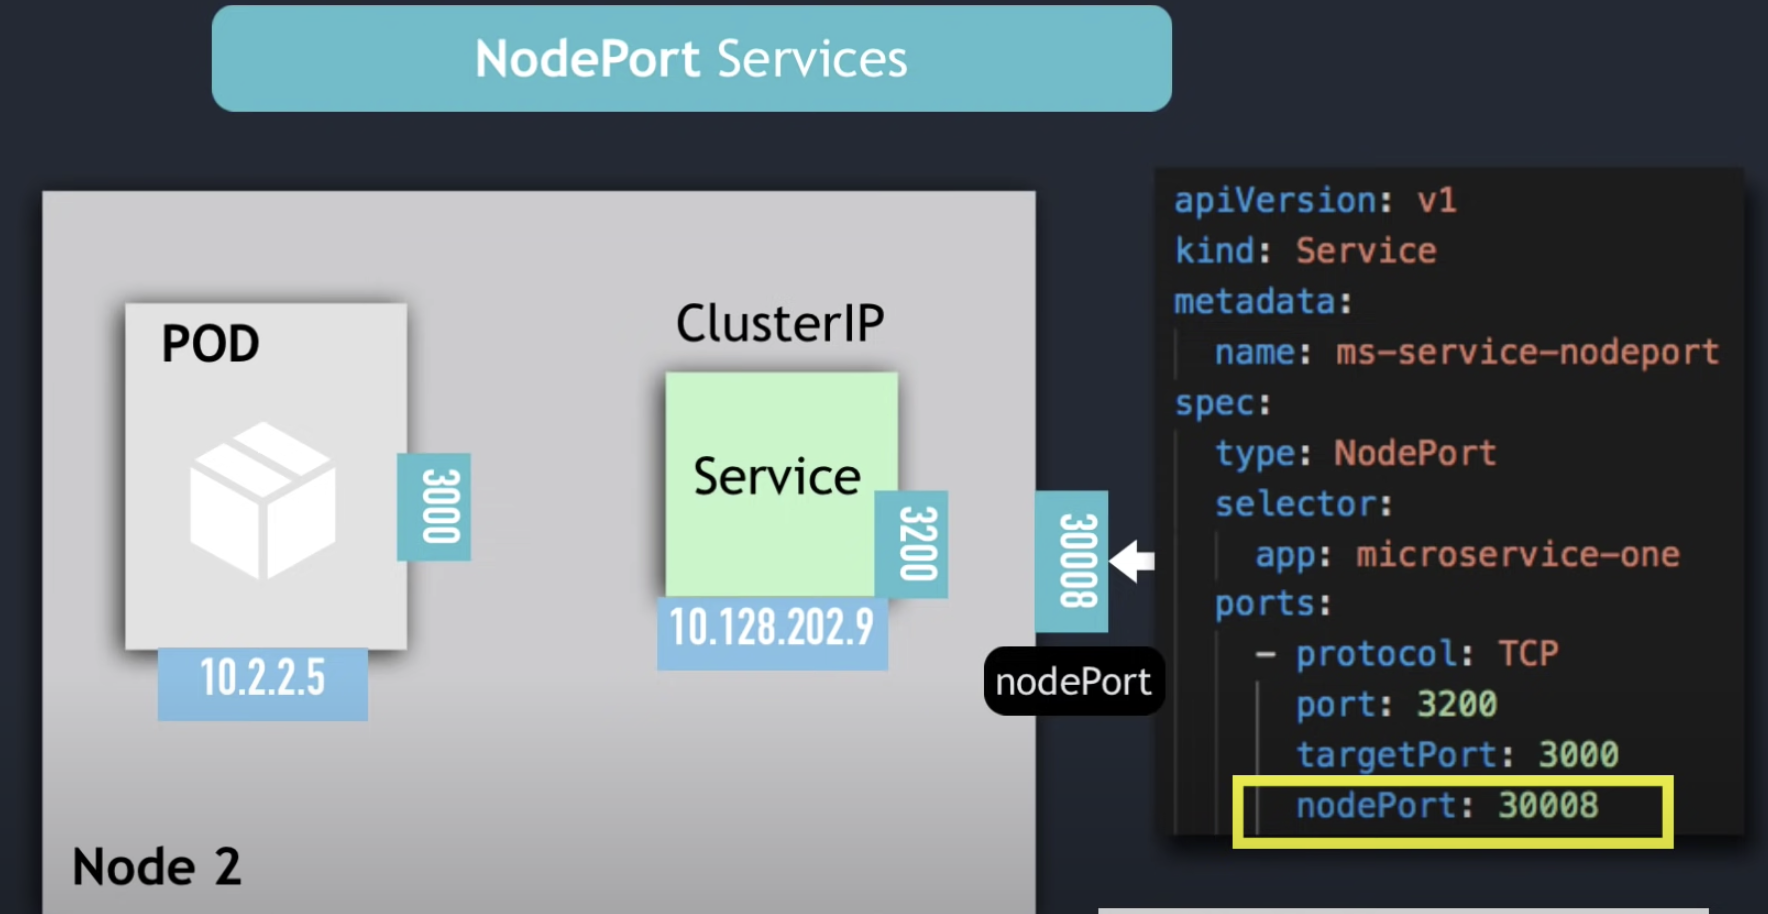 NodePort Services
POD
3000
10.2.2.5
ClusterIP
Service
3200
10.128.202.9
30008
nodePort
Node 2
apiVersion: v1
kind: Service
metadata:
name: ms-service-nodeport
spec:
type: NodePort
selector:
app: microservice-one
ports:
- protocol: TCP
port: 3200
targetPort: 3000
nodePort: 30008